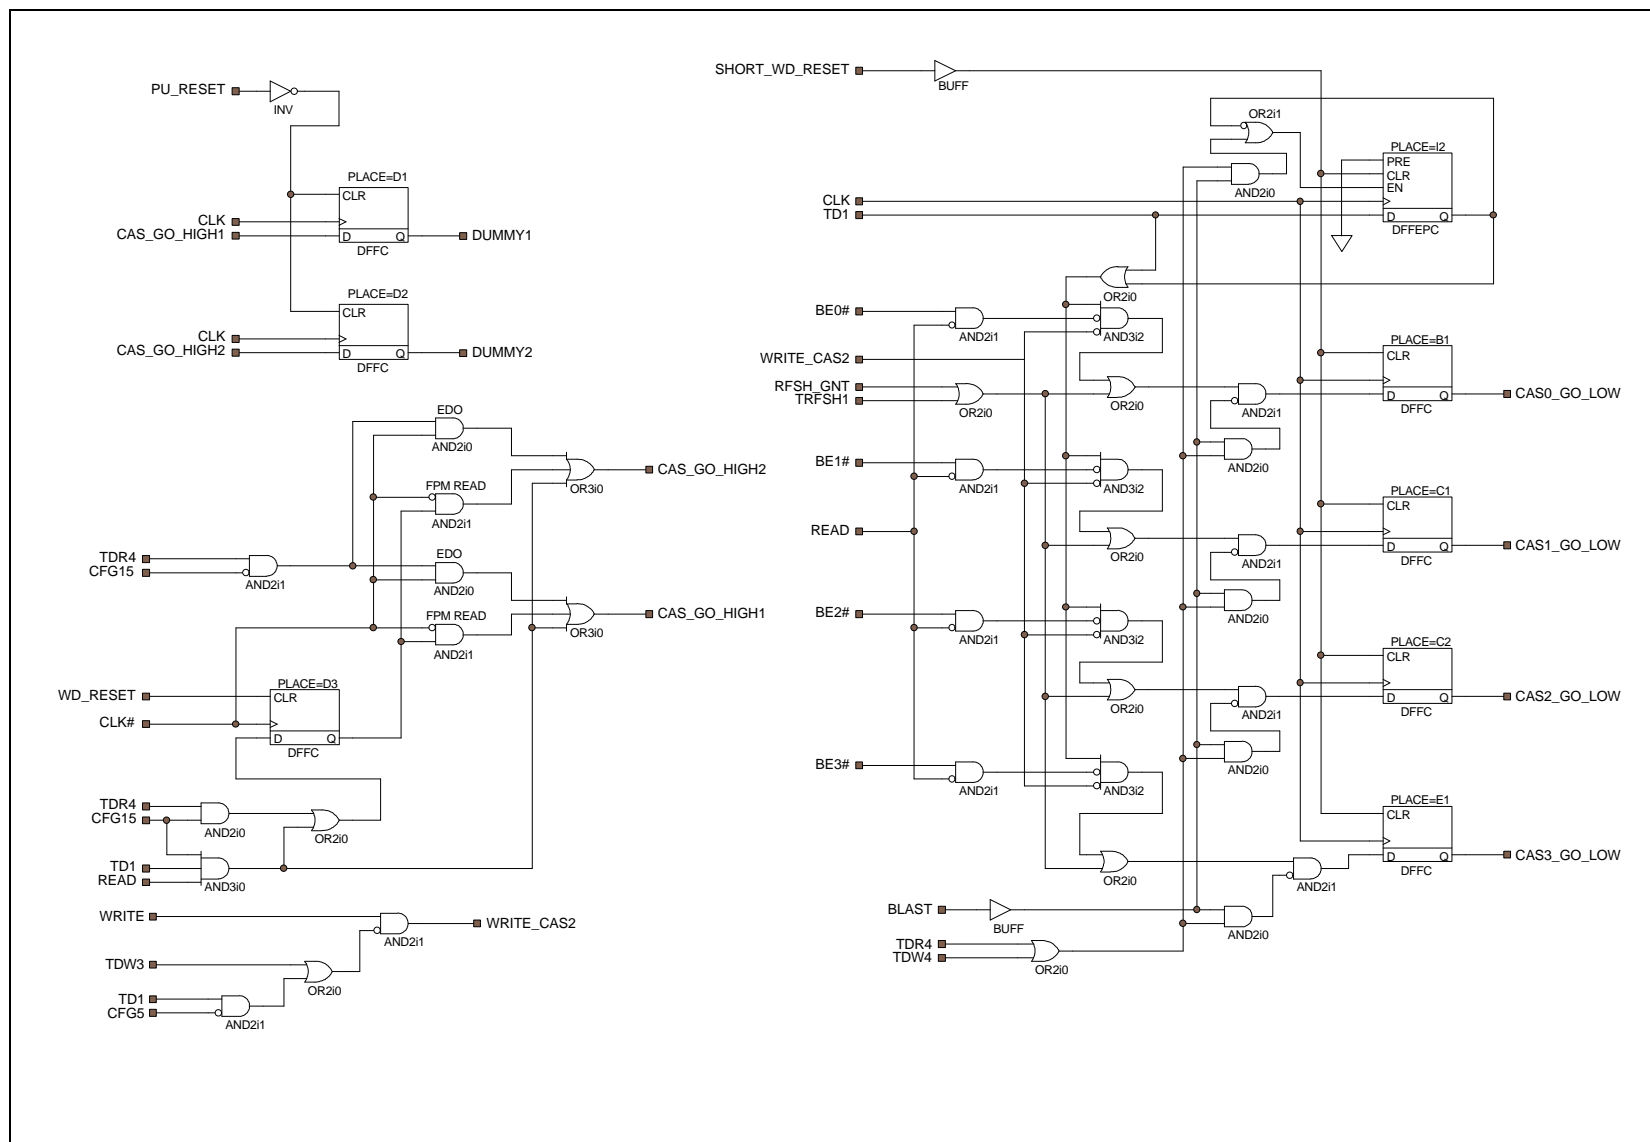 PU_RESET
INV
PLACE=D1
CLR
CLK
CAS_GO_HIGH1
D Q
DUMMY1
DFFC
PLACE=D2
CLR
CLK
CAS_GO_HIGH2
D Q
DUMMY2
DFFC
EDO
AND2i0
CAS_GO_HIGH2
OR3i0
FPM READ
AND2i1
TDR4
CFG15
AND2i1
EDO
AND2i0
CAS_GO_HIGH1
OR3i0
FPM READ
AND2i1
PLACE=D3
WD_RESET
CLR
CLK#
D Q
DFFC
TDR4
CFG15
AND2i0
OR2i0
TD1
READ
AND3i0
WRITE
WRITE_CAS2
AND2i1
TDW3
OR2i0
TD1
CFG5
AND2i1
SHORT_WD_RESET
BUFF
OR2i1
PLACE=I2
PRE
CLR
EN
AND2i0
CLK
TD1
D Q
DFFEPC
OR2i0
BE0#
AND2i1
AND3i2
WRITE_CAS2
RFSH_GNT
TRFSH1
OR2i0
OR2i0
AND2i1
AND2i0
PLACE=B1
CLR
D Q
CAS0_GO_LOW
DFFC
BE1#
AND2i1
AND3i2
READ
OR2i0
AND2i1
AND2i0
PLACE=C1
CLR
D Q
CAS1_GO_LOW
DFFC
BE2#
AND2i1
AND3i2
OR2i0
AND2i1
AND2i0
PLACE=C2
CLR
D Q
CAS2_GO_LOW
DFFC
BE3#
AND2i1
AND3i2
OR2i0
AND2i1
PLACE=E1
CLR
D Q
CAS3_GO_LOW
DFFC
BLAST
BUFF
AND2i0
TDR4
TDW4
OR2i0